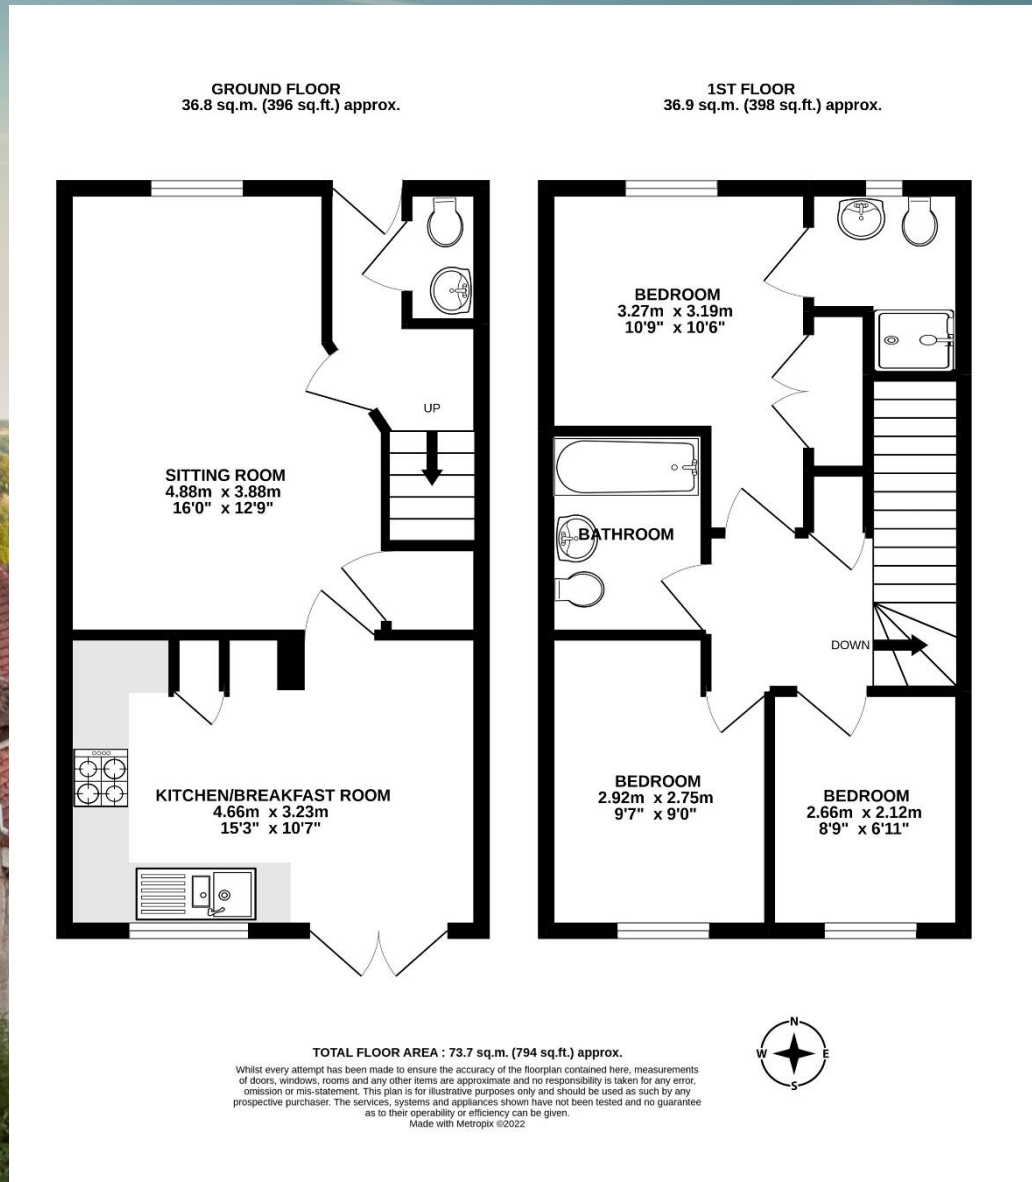 GROUND FLOOR
36.8 sq.m. (396 sq.ft.) approx.
1ST FLOOR
36.9 sq.m. (398 sq.ft.) approx.
BEDROOM
3.27m x 3.19m
10'9" x 10'6"
UP
SITTING ROOM
4.88m x 3.88m
16'0" x 12'9"
BATHROOM
DOWN
KITCHEN/BREAKFAST ROOM
4.66m x 3.23m
15'3" x 10'7"
BEDROOM
2.92m x 2.75m
9'7" x 9'0"
BEDROOM
2.66m x 2.12m
8'9" x 6'11"
N
W E
S
TOTAL FLOOR AREA : 73.7 sq.m. (794 sq.ft.) approx.
Whilst every attempt has been made to ensure the accuracy of the floorplan contained here, measurements
of doors, windows, rooms and any other items are approximate and no responsibility is taken for any error,
omission or mis-statement. This plan is for illustrative purposes only and should be used as such by any
prospective purchaser. The services, systems and appliances shown have not been tested and no guarantee
as to their operability or efficiency can be given.
Made with Metropix ©2022